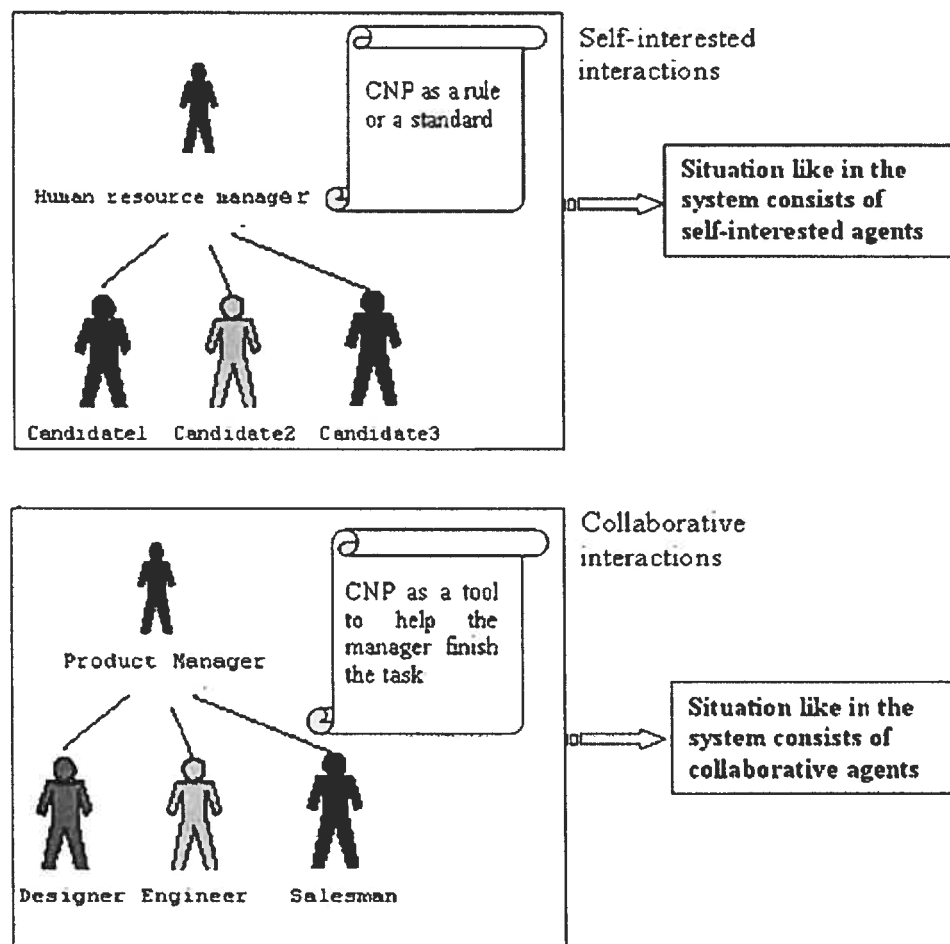 Self-interested
interactions
CNP as a rule
or a standard
Human resource manager
Situation like in the
system consists of
self-interested agents
Candidate1 Candidate2 Candidate3
Collaborative
interactions
CNP as a tool
to help the
manager finish
the task
Product Manager
Situation like in the
system consists of
collaborative agents
Designer Engineer Salesman